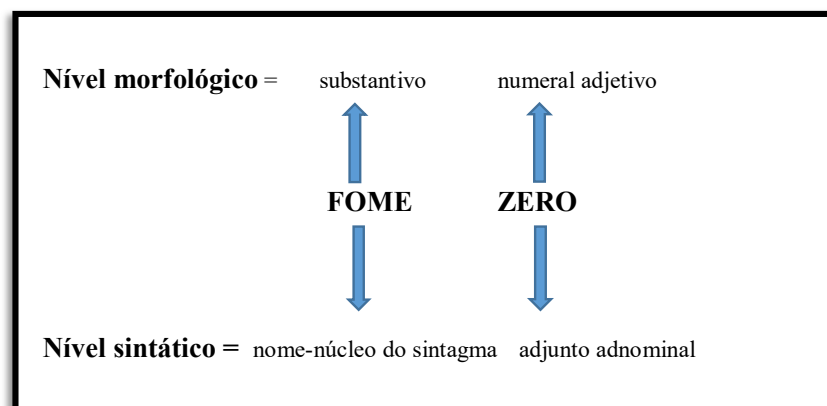 Nível morfológico = substantivo numeral adjetivo
FOME ZERO
Nível sintático = nome-núcleo do sintagma adjunto adnominal